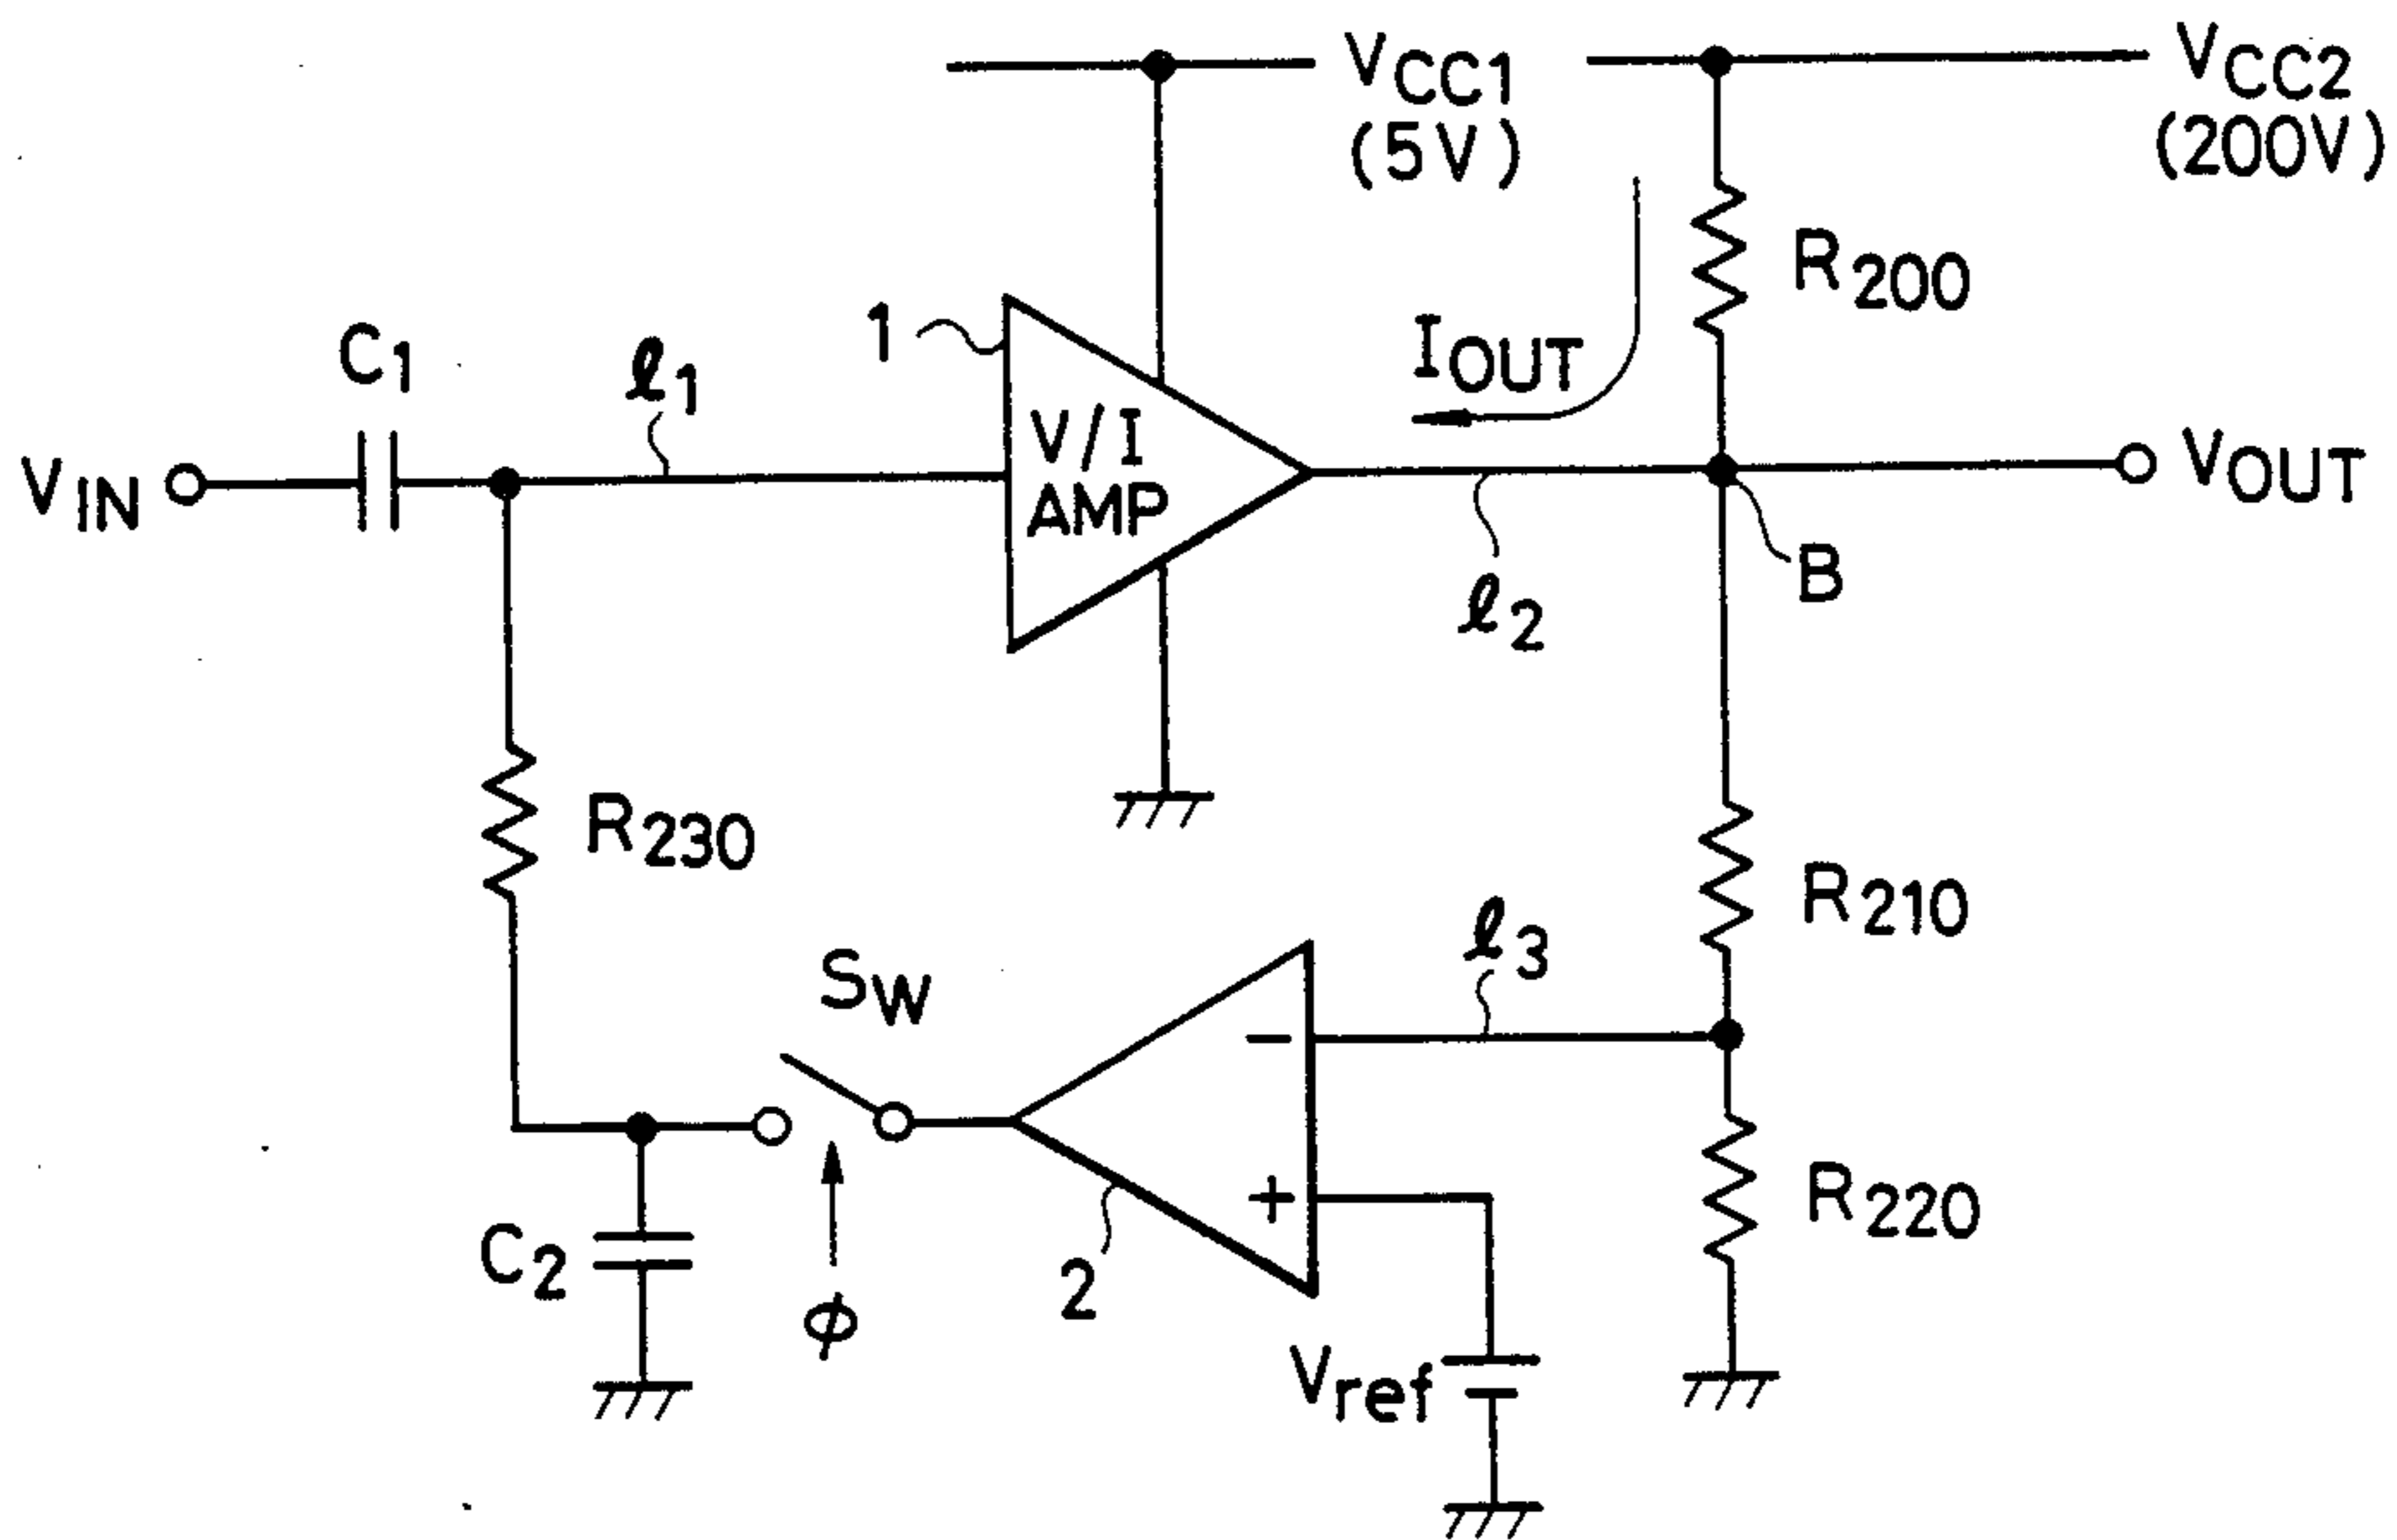 VCC1
(5V)
VCC2
(200V)
R200
1
C1
ℓ1
IOUT
V/I
AMP
VIN
VOUT
B
ℓ2
R230
R210
ℓ3
SW
−
+
R220
C2
φ
2
Vref